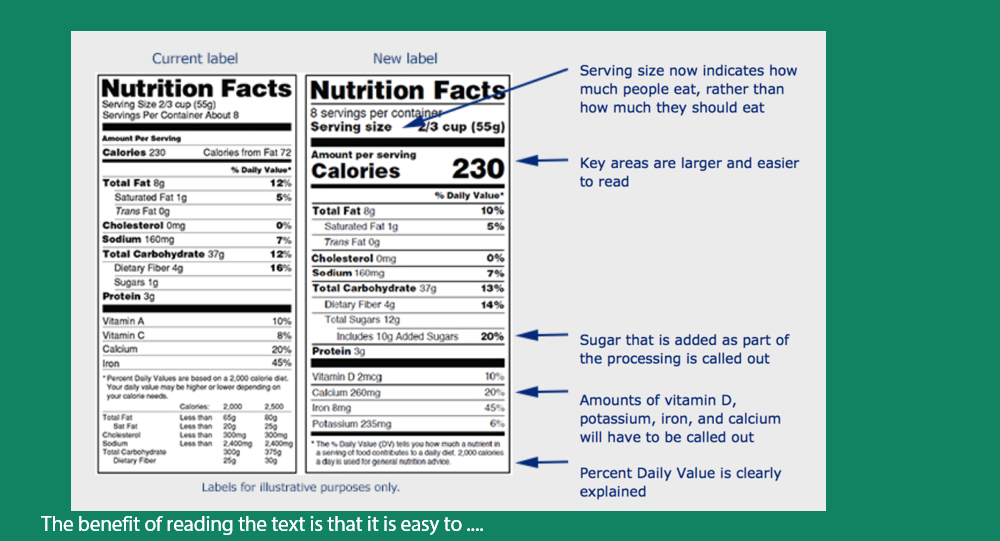 Current label
Nutrition Facts
Serving Size 2/3 cup (55g)
Servings Per Container About 8
Amount Per Serving
Calories 230 Calories from Fat 72
% Daily Value*
Total Fat 8g 12%
Saturated Fat 1g 5%
Trans Fat 0g
Cholesterol 0mg 0%
Sodium 160mg 7%
Total Carbohydrate 37g 12%
Dietary Fiber 4g 16%
Sugars 1g
Protein 3g
Vitamin A 10%
Vitamin C 8%
Calcium 20%
Iron 45%
* Percent Daily Values are based on a 2,000 calorie diet.
Your daily value may be higher or lower depending on
your calorie needs.
Calories: 2,000 2,500
Total Fat Less than 65g 80g
Sat Fat Less than 20g 25g
Cholesterol Less than 300mg 300mg
Sodium Less than 2,400mg 2,400mg
Total Carbohydrate 300g 375g
Dietary Fiber 25g 30g
New label
Nutrition Facts
8 servings per container
Serving size 2/3 cup (55g)
Amount per serving
Calories 230
% Daily Value*
Total Fat 8g 10%
Saturated Fat 1g 5%
Trans Fat 0g
Cholesterol 0mg 0%
Sodium 160mg 7%
Total Carbohydrate 37g 13%
Dietary Fiber 4g 14%
Total Sugars 12g
Includes 10g Added Sugars 20%
Protein 3g
Vitamin D 2mcg 10%
Calcium 260mg 20%
Iron 8mg 45%
Potassium 235mg 6%
* The % Daily Value (DV) tells you how much a nutrient in
a serving of food contributes to a daily diet. 2,000 calories
a day is used for general nutrition advice.
Serving size now indicates how
much people eat, rather than
how much they should eat
Key areas are larger and easier
to read
Sugar that is added as part of
the processing is called out
Amounts of vitamin D,
potassium, iron, and calcium
will have to be called out
Percent Daily Value is clearly
explained
Labels for illustrative purposes only.
The benefit of reading the text is that it is easy to ....